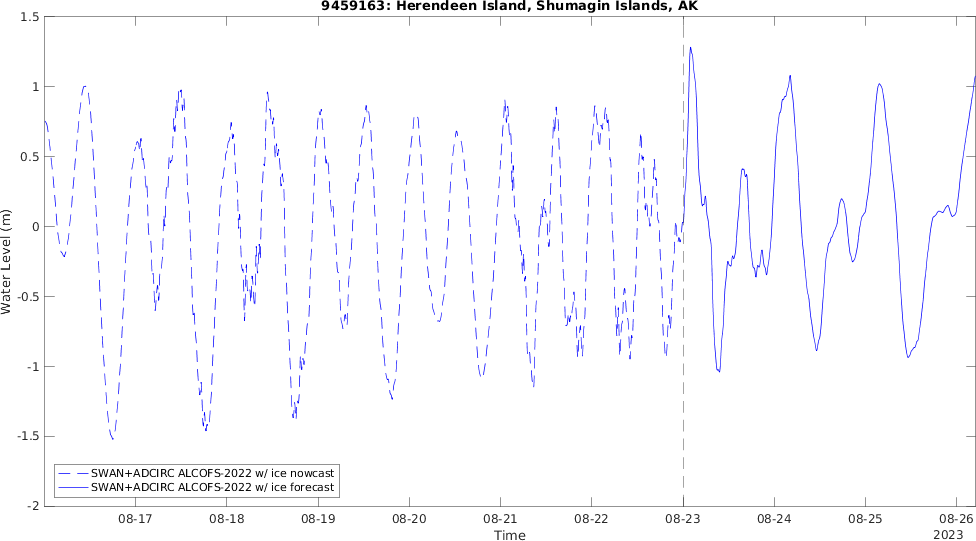 9459163: Herendeen Island, Shumagin Islands, AK
1.5
1
0.5
0
-0.5
-1
-1.5
-2
Water Level (m)
SWAN+ADCIRC ALCOFS-2022 w/ ice nowcast
SWAN+ADCIRC ALCOFS-2022 w/ ice forecast
08-17 08-18 08-19 08-20 08-21 08-22 08-23 08-24 08-25 08-26
Time 2023